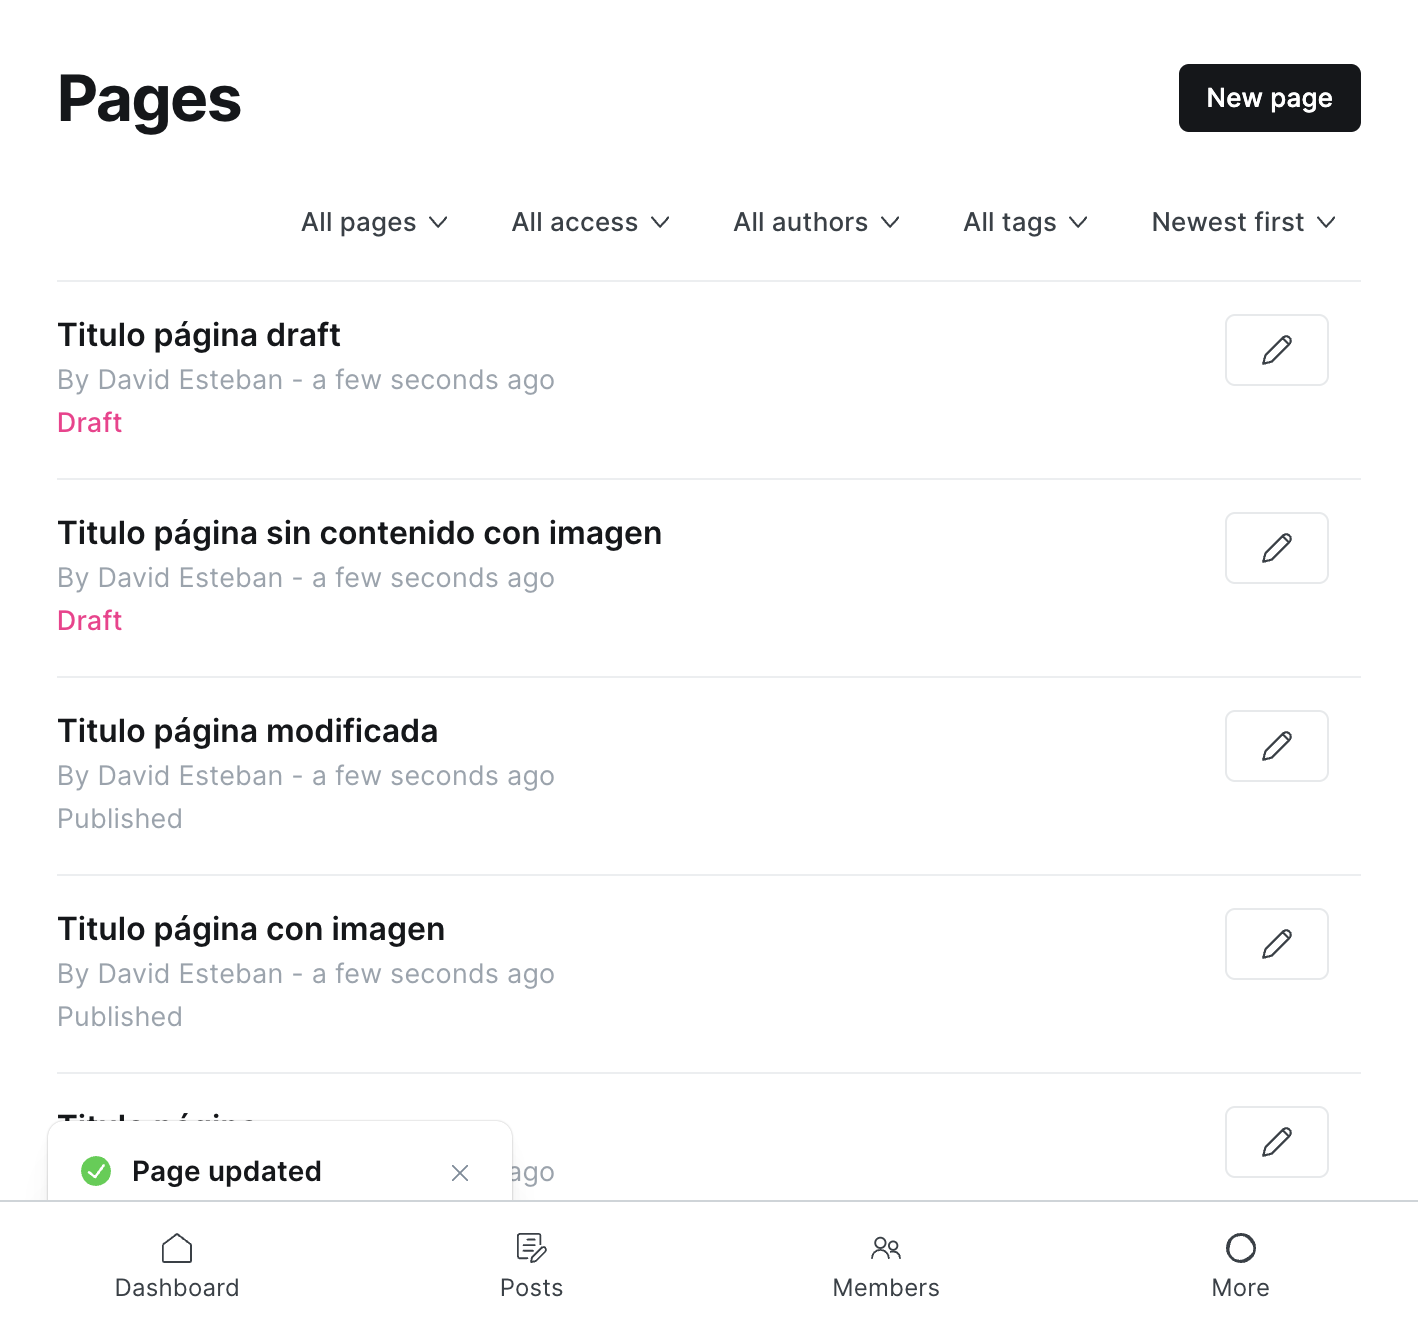 Pages
New page
All pages
All access
All authors
All tags
Newest first
Titulo página draft
By David Esteban - a few seconds ago
Draft
Titulo página sin contenido con imagen
By David Esteban - a few seconds ago
Draft
Titulo página modificada
By David Esteban - a few seconds ago
Published
Titulo página con imagen
By David Esteban - a few seconds ago
Published
Titulo página
ago
Page updated
Dashboard
Posts
Members
More